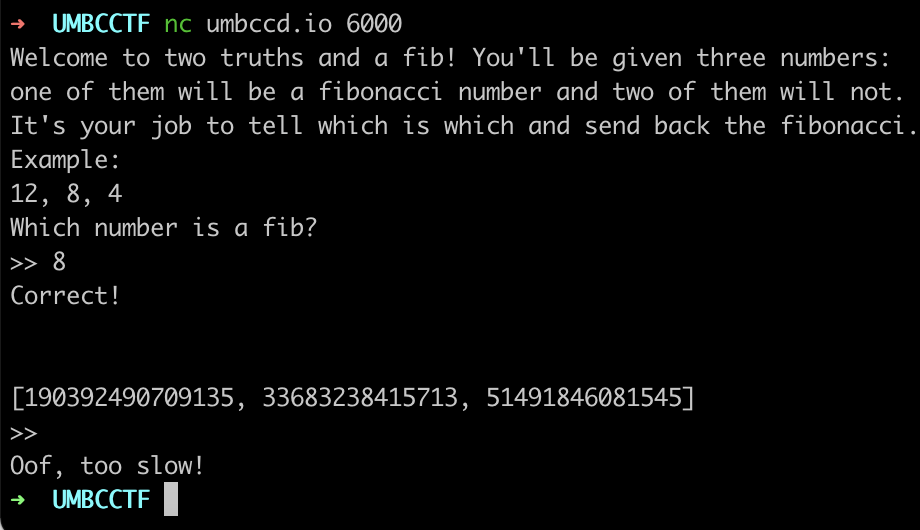 → UMBCCTF nc umbccd.io 6000
Welcome to two truths and a fib! You'll be given three numbers:
one of them will be a fibonacci number and two of them will not.
It's your job to tell which is which and send back the fibonacci.
Example:
12, 8, 4
Which number is a fib?
>> 8
Correct!
[190392490709135, 33683238415713, 51491846081545]
>>
Oof, too slow!
→ UMBCCTF